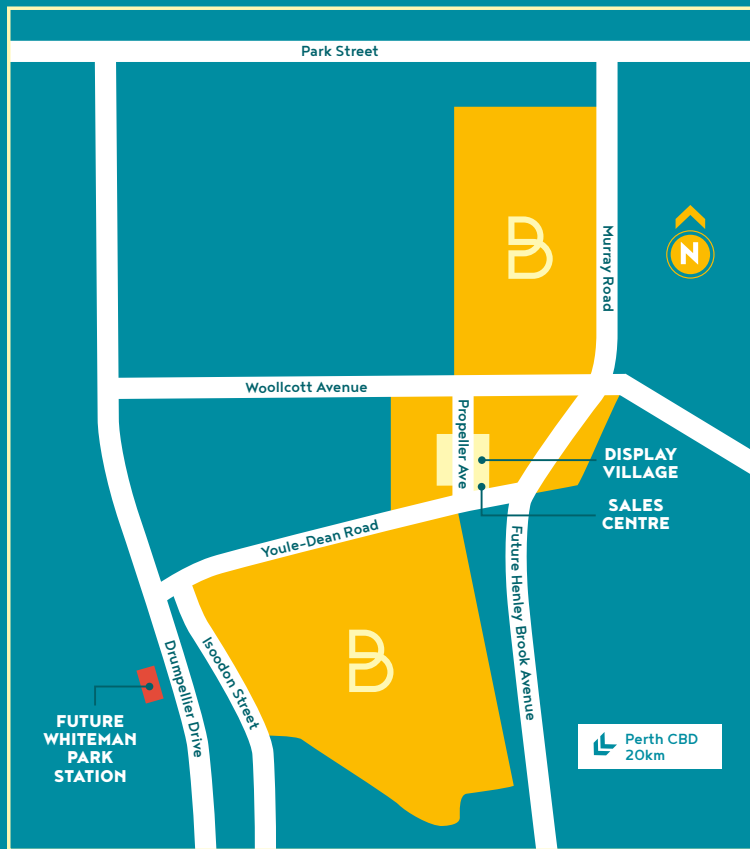 Park Street
Murray Road
N
Woollcott Avenue
Propeller Ave
DISPLAY
VILLAGE
SALES
CENTRE
Youle-Dean Road
Future Henley Brook Avenue
Isoodon Street
Drumpellier Drive
FUTURE
WHITEMAN
PARK
STATION
Perth CBD
20km